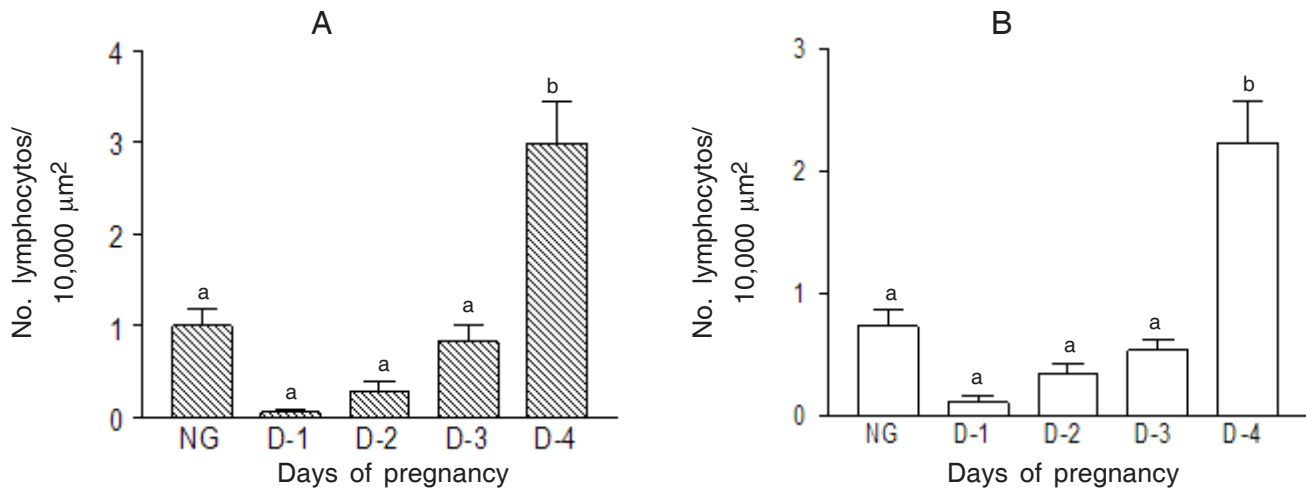 A
No. lymphocytos/
10,000 μm²
4
3
2
1
0
a
a
a
a
b
NG D-1 D-2 D-3 D-4
Days of pregnancy
B
No. lymphocytos/
10,000 μm²
3
2
1
0
a
a
a
a
b
NG D-1 D-2 D-3 D-4
Days of pregnancy